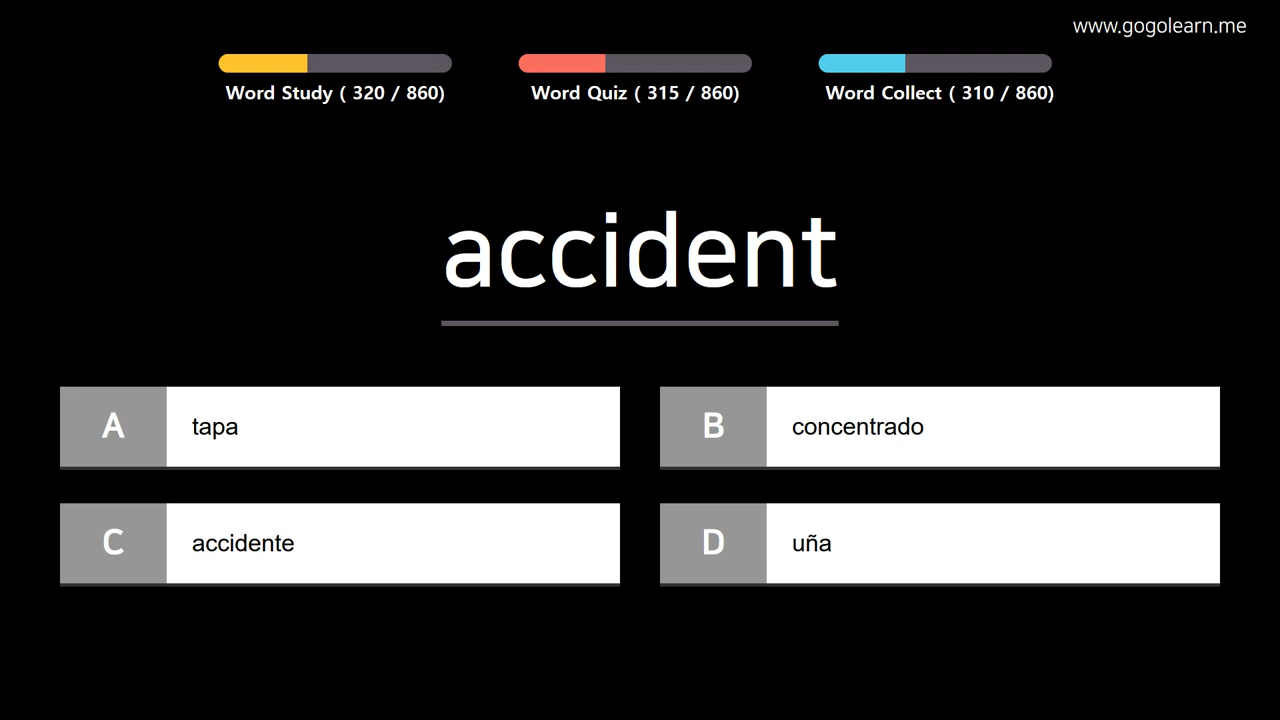 www.gogolearn.me
Word Study ( 320 / 860)
Word Quiz ( 315 / 860)
Word Collect ( 310 / 860)
accident
A tapa
B concentrado
C accidente
D uña